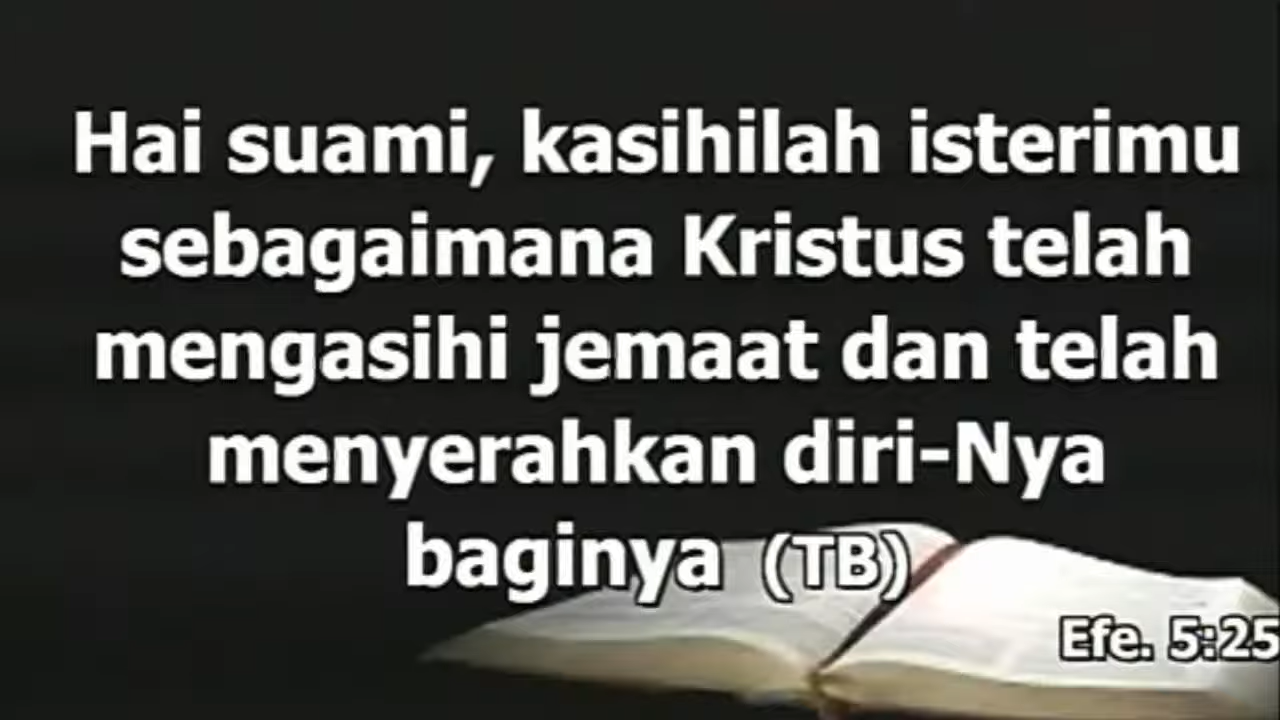 Hai suami, kasihilah isterimu
sebagaimana Kristus telah
mengasihi jemaat dan telah
menyerahkan diri-Nya
baginya (TB)
Efe. 5:25